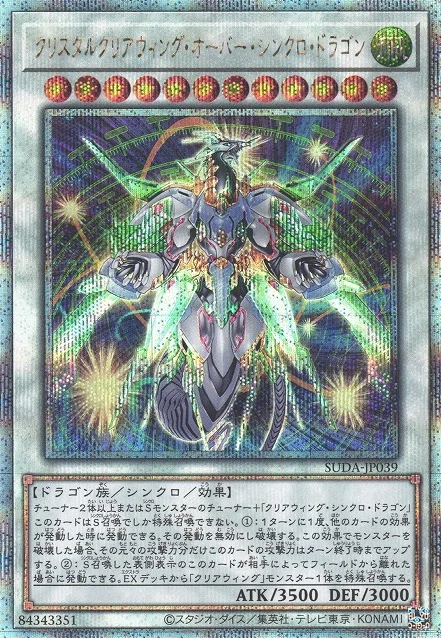 クリスタルクリアウィング・オーバー・シンクロ・ドラゴン
SUDA-JP039
【ドラゴン族/シンクロ/効果】
チューナー2体以上またはSモンスターのチューナー+「クリアウィング・シンクロ・ドラゴン」
このカードはS召喚でしか特殊召喚できない。①:1ターンに1度、他のカードの効果
が発動した時に発動できる。その発動を無効にし破壊する。この効果でモンスターを
破壊した場合、その元々の攻撃力分だけこのカードの攻撃力はターン終了時までアップ
する。②:S召喚した表側表示のこのカードが相手によってフィールドから離れ
た場合に発動できる。EXデッキから「クリアウィング」モンスター1体を特殊召喚する。
ATK/3500 DEF/3000
84343351
©スタジオ・ダイス/集英社・テレビ東京・KONAMI